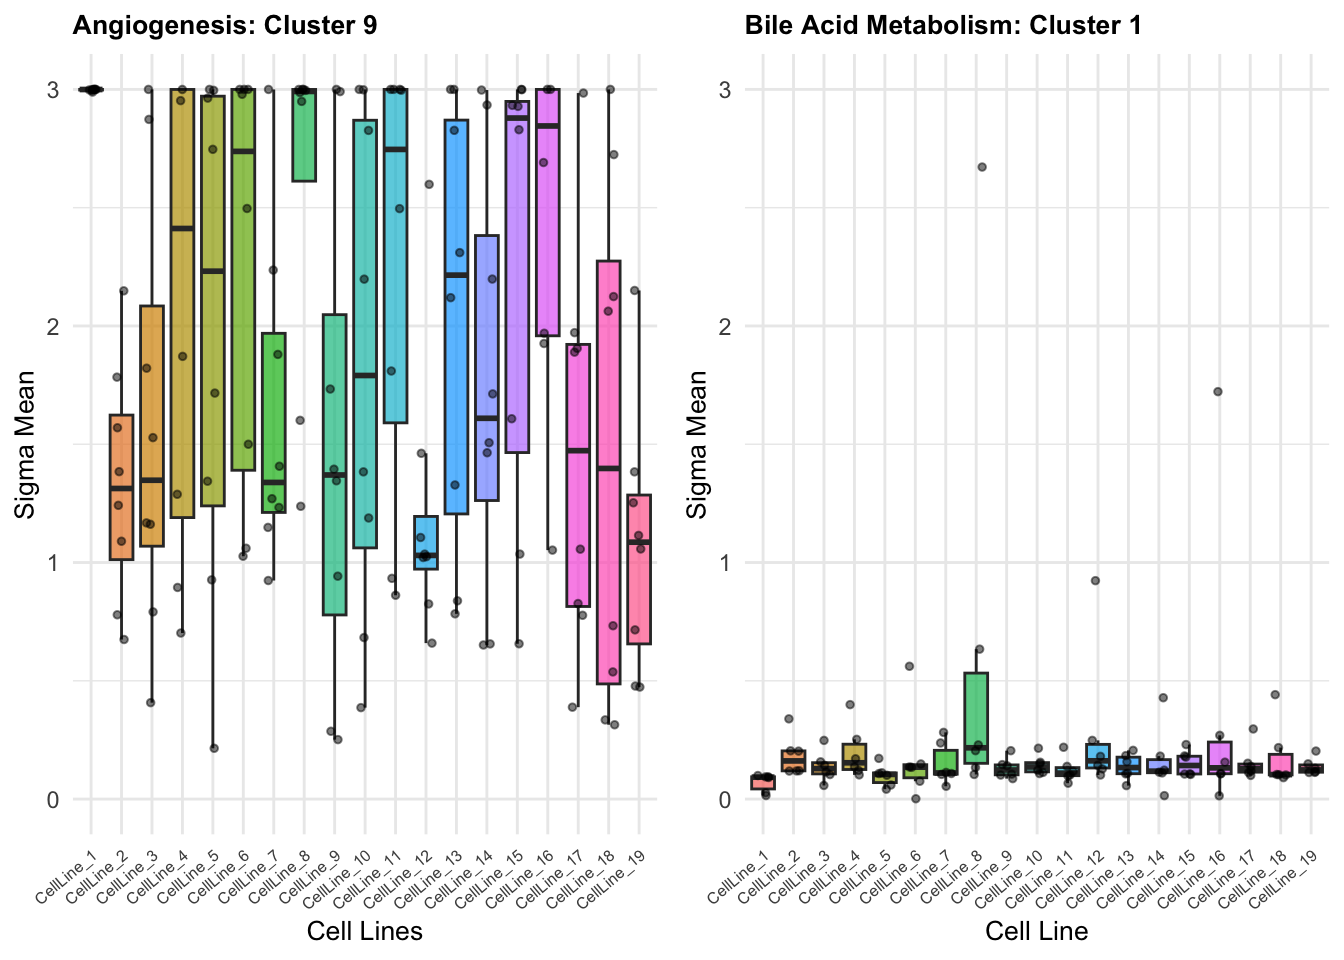 Angiogenesis: Cluster 9
Sigma Mean
3
2
1
0
CellLine_1
CellLine_2
CellLine_3
CellLine_4
CellLine_5
CellLine_6
CellLine_7
CellLine_8
CellLine_9
CellLine_10
CellLine_11
CellLine_12
CellLine_13
CellLine_14
CellLine_15
CellLine_16
CellLine_17
CellLine_18
CellLine_19
Cell Lines
Bile Acid Metabolism: Cluster 1
Sigma Mean
3
2
1
0
CellLine_1
CellLine_2
CellLine_3
CellLine_4
CellLine_5
CellLine_6
CellLine_7
CellLine_8
CellLine_9
CellLine_10
CellLine_11
CellLine_12
CellLine_13
CellLine_14
CellLine_15
CellLine_16
CellLine_17
CellLine_18
CellLine_19
Cell Line